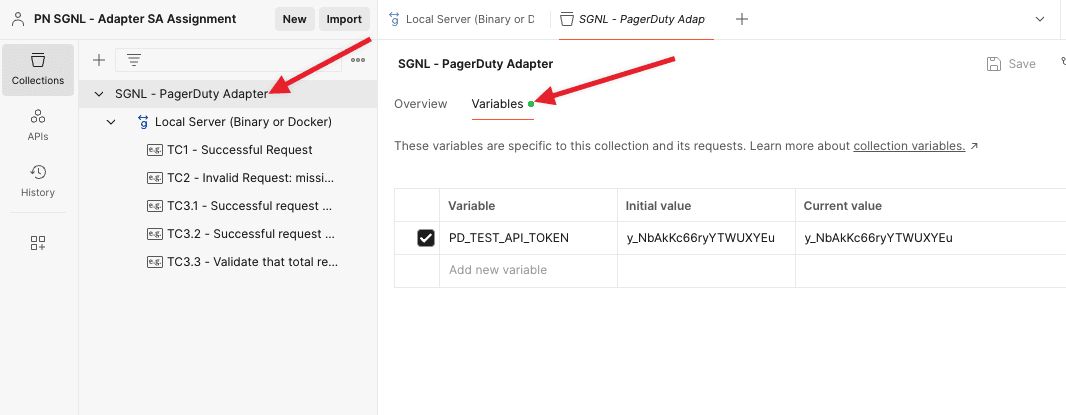 PN SGNL - Adapter SA Assignment
New
Import
Local Server (Binary or D
SGNL - PagerDuty Adap
Collections
APIs
History
SGNL - PagerDuty Adapter
Local Server (Binary or Docker)
e.g. TC1 - Successful Request
e.g. TC2 - Invalid Request: missi...
e.g. TC3.1 - Successful request ...
e.g. TC3.2 - Successful request ...
e.g. TC3.3 - Validate that total re...
SGNL - PagerDuty Adapter
Save
Overview
Variables
These variables are specific to this collection and its requests. Learn more about collection variables. ↗
Variable
Initial value
Current value
PD_TEST_API_TOKEN
y_NbAkKc66ryYTWUXYEu
y_NbAkKc66ryYTWUXYEu
Add new variable